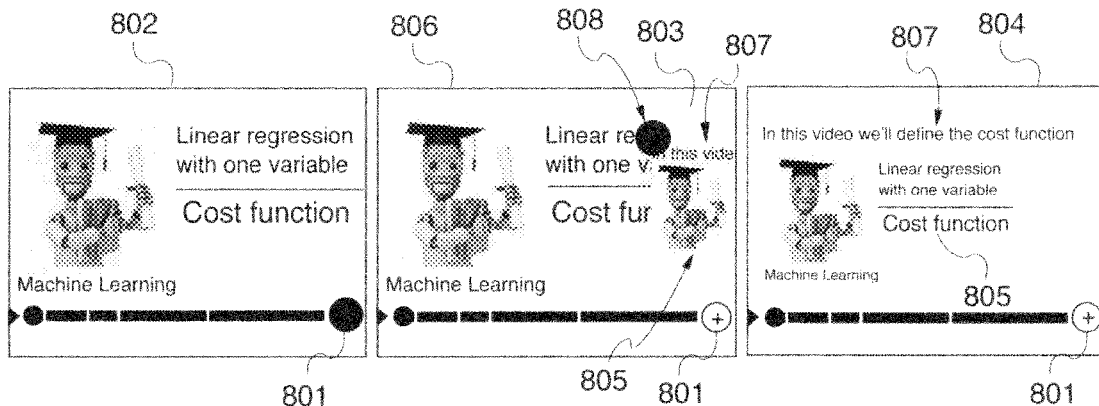 802
806
808
803
807
807
804
Linear regression
with one variable
Cost function
Machine Learning
801
Linear re
with one v
Cost fur
n this vide
Machine Learning
805
801
In this video we'll define the cost function
Linear regression
with one variable
Cost function
Machine Learning
805
801